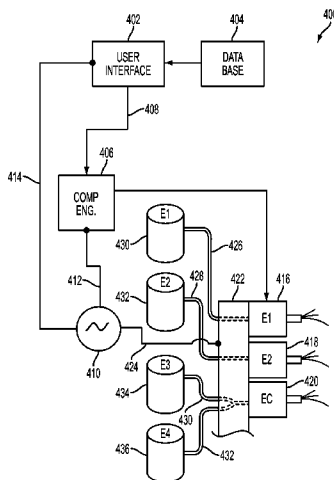 400
402
404
USER
INTERFACE
DATA
BASE
408
406
414
COMP
ENG.
E1
430
426
422
416
E1
412
E2
428
432
410
424
E2
418
420
E3
434
430
EC
E4
436
432